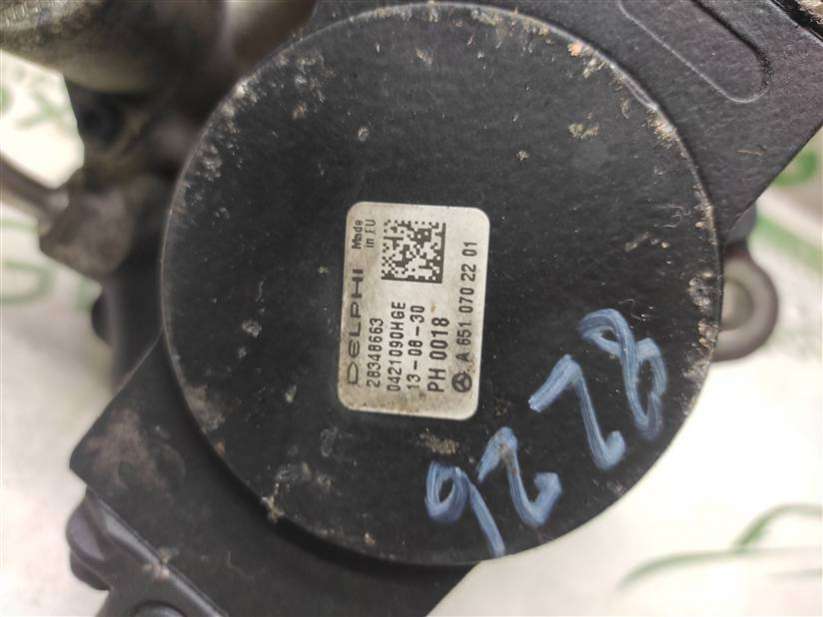 DELPHI Made in EU
28348663
0421090HGE
13-08-30
PH 0018
A 651 070 22 01
9228